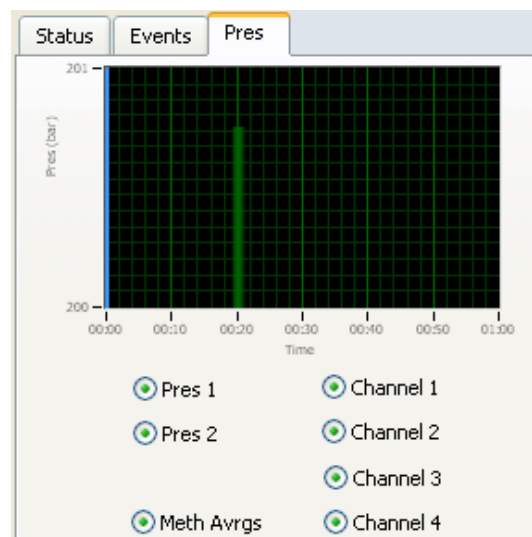 Status Events Pres
201
Pres (bar)
200
00:00 00:10 00:20 00:30 00:40 00:50 01:00
Time
Pres 1 Channel 1
Pres 2 Channel 2
Channel 3
Meth Avrgs Channel 4